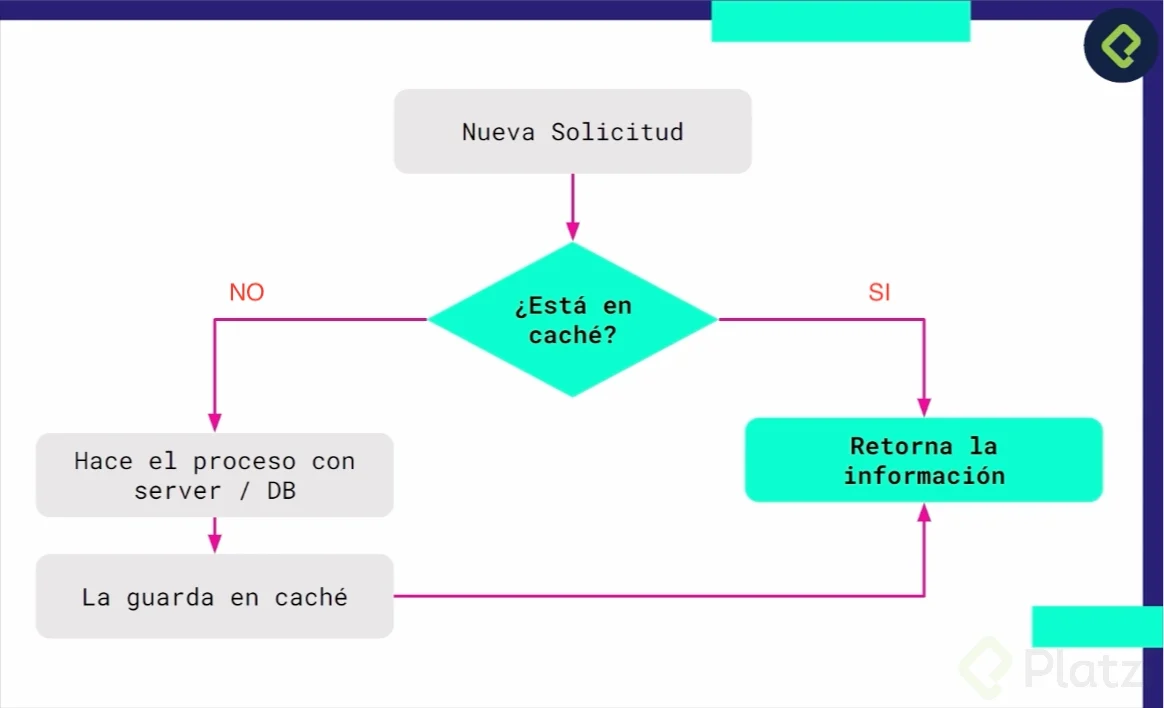 Nueva Solicitud
¿Está en
caché?
NO
SI
Retorna la
información
Hace el proceso con
server / DB
La guarda en caché
Platzi